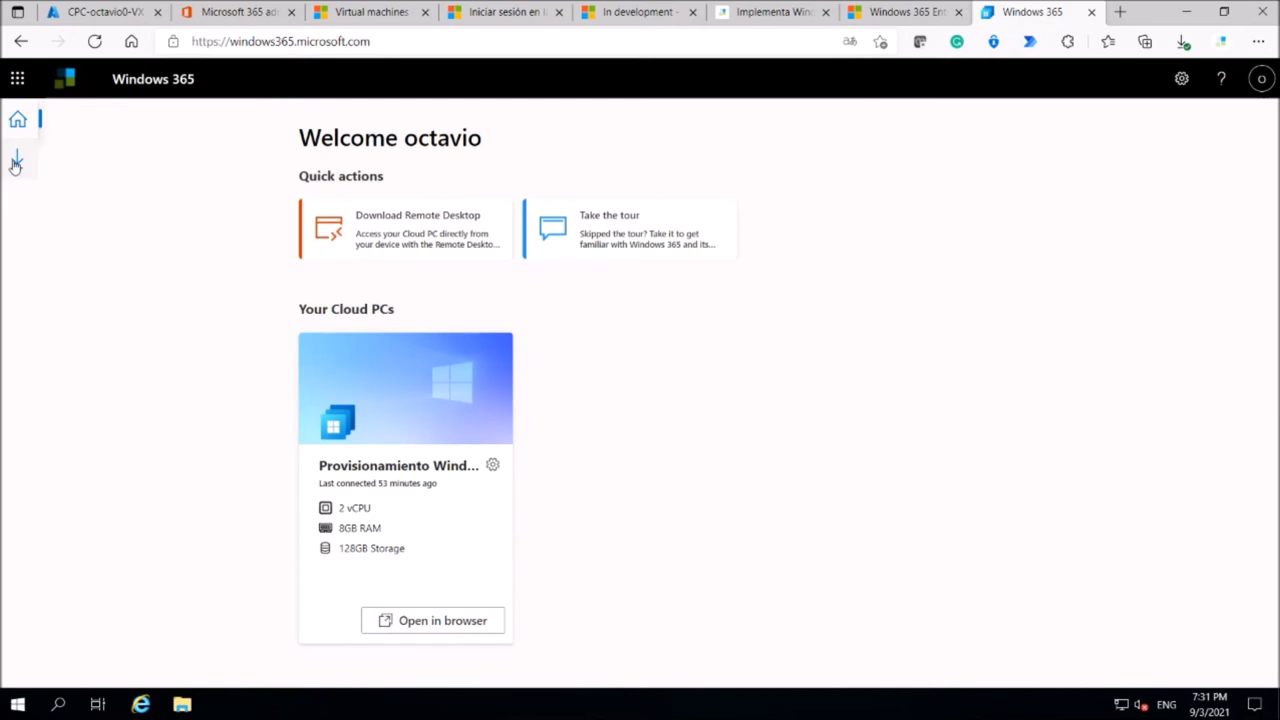 CPC-octavio0-VX
Microsoft 365 ad
Virtual machines
Iniciar sesión en l
In development -
Implementa Wind
Windows 365 Ent
Windows 365
https://windows365.microsoft.com
Windows 365
?
O
Welcome octavio
Quick actions
Download Remote Desktop
Access your Cloud PC directly from
your device with the Remote Deskto...
Take the tour
Skipped the tour? Take it to get
familiar with Windows 365 and its...
Your Cloud PCs
Provisionamiento Wind...
Last connected 53 minutes ago
2 vCPU
8GB RAM
128GB Storage
Open in browser
ENG
7:31 PM
9/3/2021